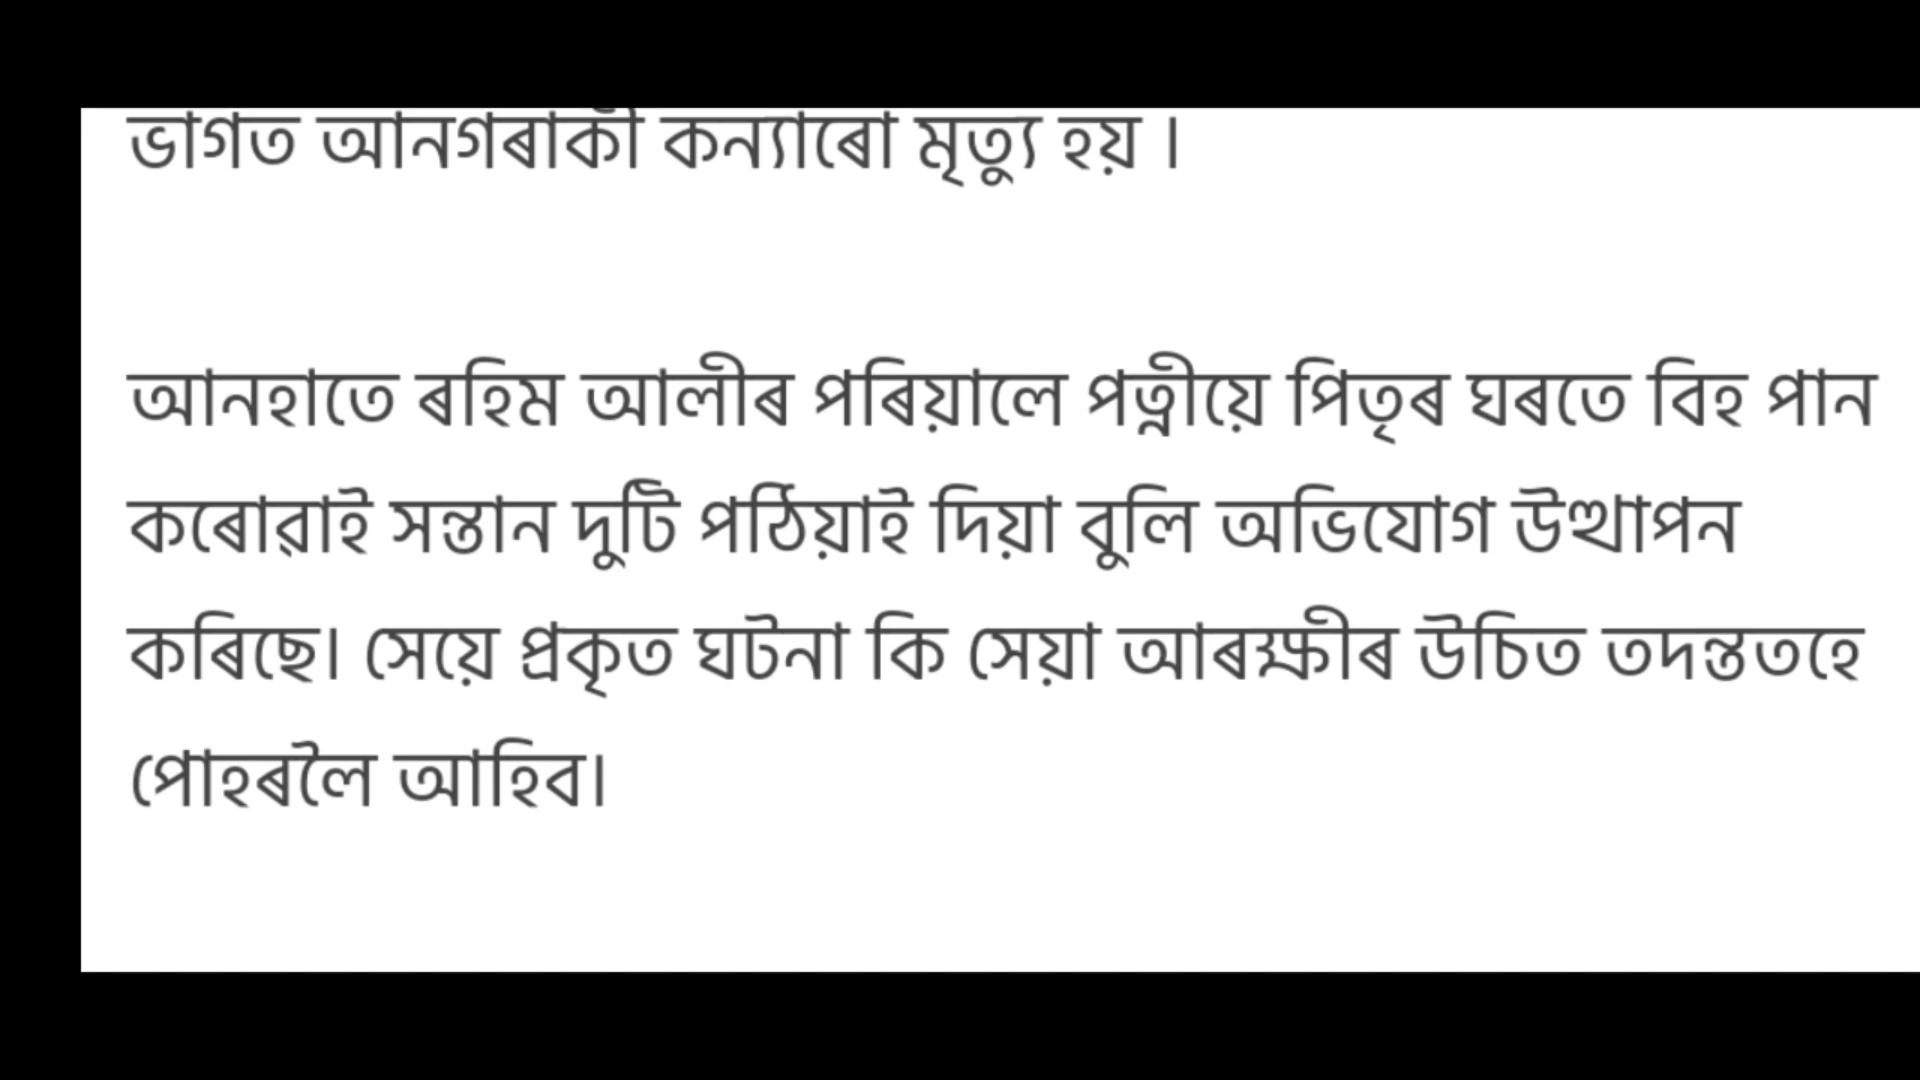 ভাগত আনগৰাকী কন্যাৰো মৃত্যু হয় ।
আনহাতে ৰহিম আলীৰ পৰিয়ালে পত্নীয়ে পিতৃৰ ঘৰতে বিহ পান
কৰোৱাই সন্তান দুটি পঠিয়াই দিয়া বুলি অভিযোগ উত্থাপন
কৰিছে। সেয়ে প্ৰকৃত ঘটনা কি সেয়া আৰক্ষীৰ উচিত তদন্ততহে
পোহৰলৈ আহিব।